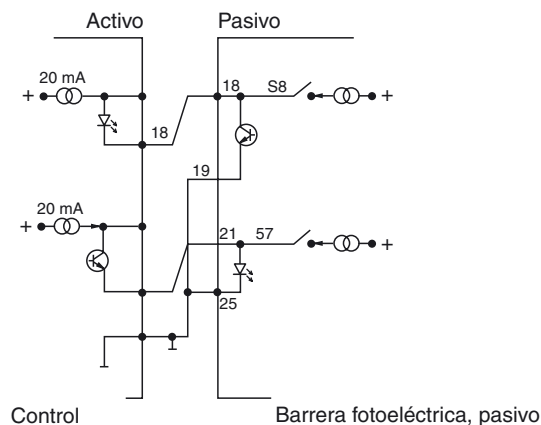 Activo Pasivo
20 mA
+
18
18 S8 +
19
20 mA
+
21 57 +
25
Control Barrera fotoeléctrica, pasivo